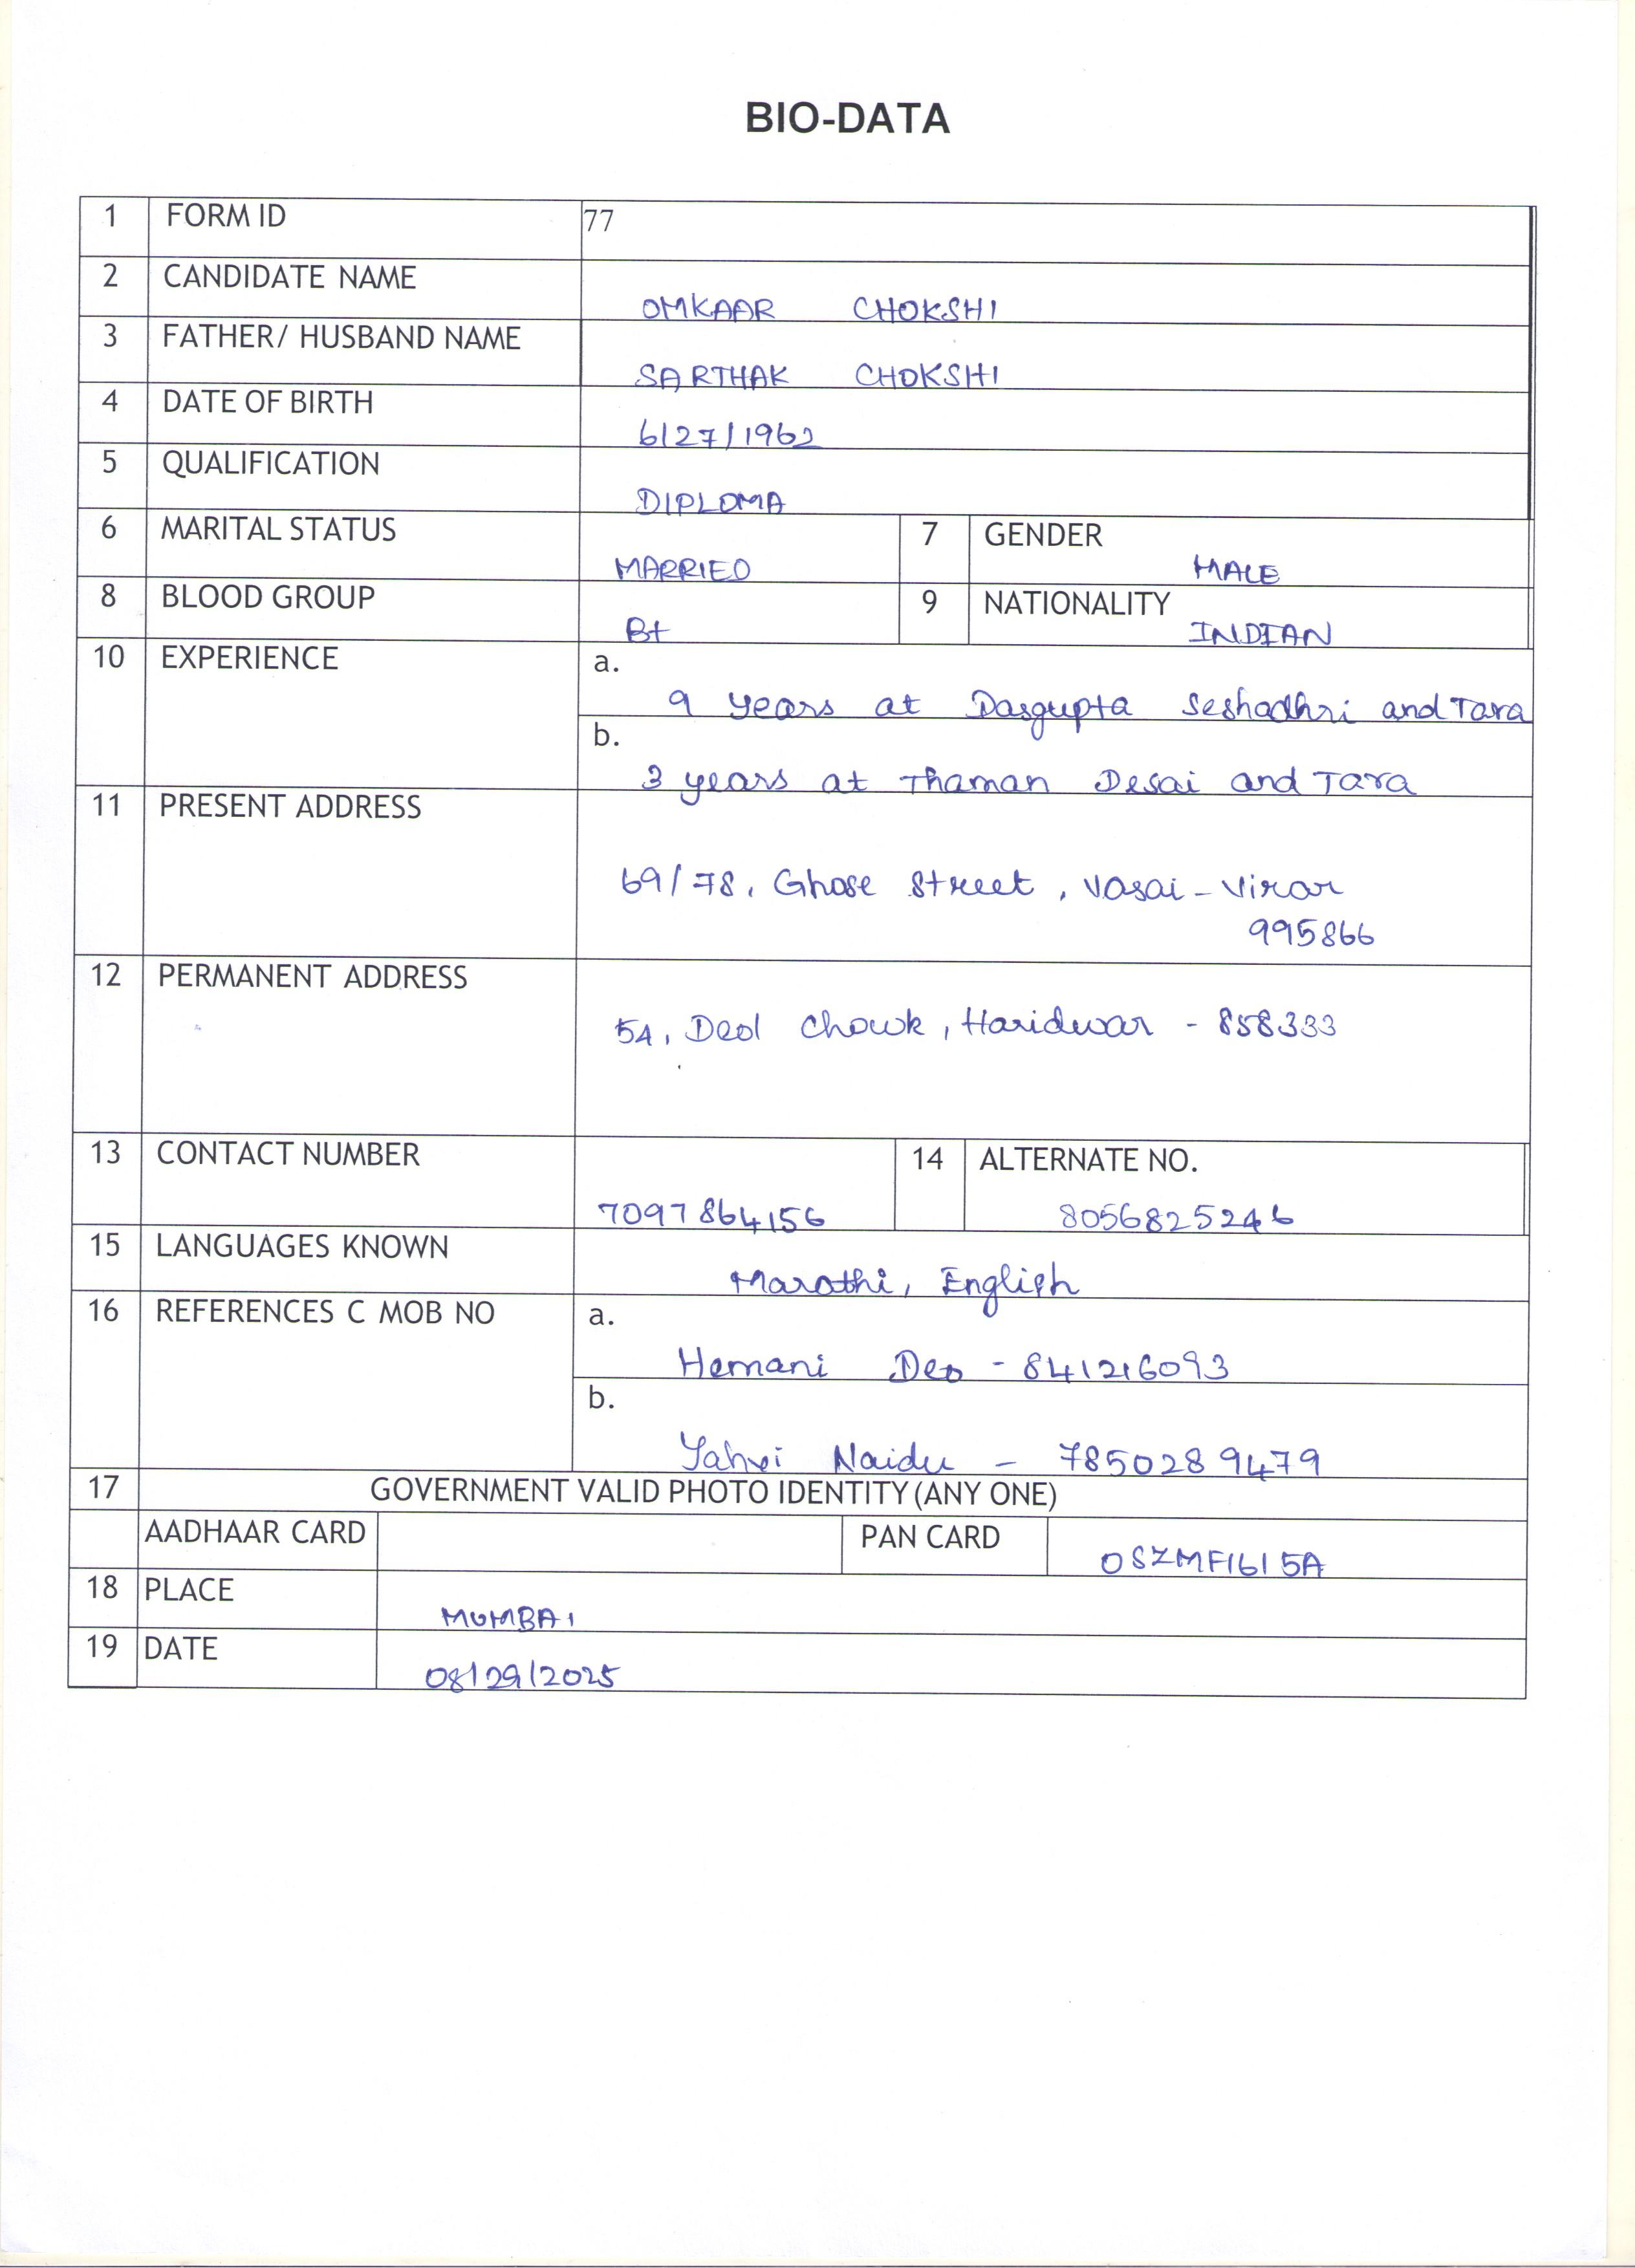 BIO-DATA
1 FORM ID 77
2 CANDIDATE NAME OMKAAR CHOKSHI
3 FATHER/ HUSBAND NAME SARTHAK CHOKSHI
4 DATE OF BIRTH 6/27/1962
5 QUALIFICATION DIPLOMA
6 MARITAL STATUS MARRIED 7 GENDER MALE
8 BLOOD GROUP B+ 9 NATIONALITY INDIAN
10 EXPERIENCE a. 9 years at Dasgupta Seshadhri and Tara
b. 3 years at Thaman Desai and Tara
11 PRESENT ADDRESS
69/78, Ghose Street, Vasai-Virar
995866
12 PERMANENT ADDRESS
54, Deol Chowk, Haridwar - 858333
13 CONTACT NUMBER 7097864156 14 ALTERNATE NO. 8056825246
15 LANGUAGES KNOWN Marathi, English
16 REFERENCES C MOB NO a. Hemani Deo - 841216093
b. Yahvi Naidu - 7850289479
17 GOVERNMENT VALID PHOTO IDENTITY (ANY ONE)
AADHAAR CARD PAN CARD OSZMF1615A
18 PLACE MUMBAI
19 DATE 08/29/2025